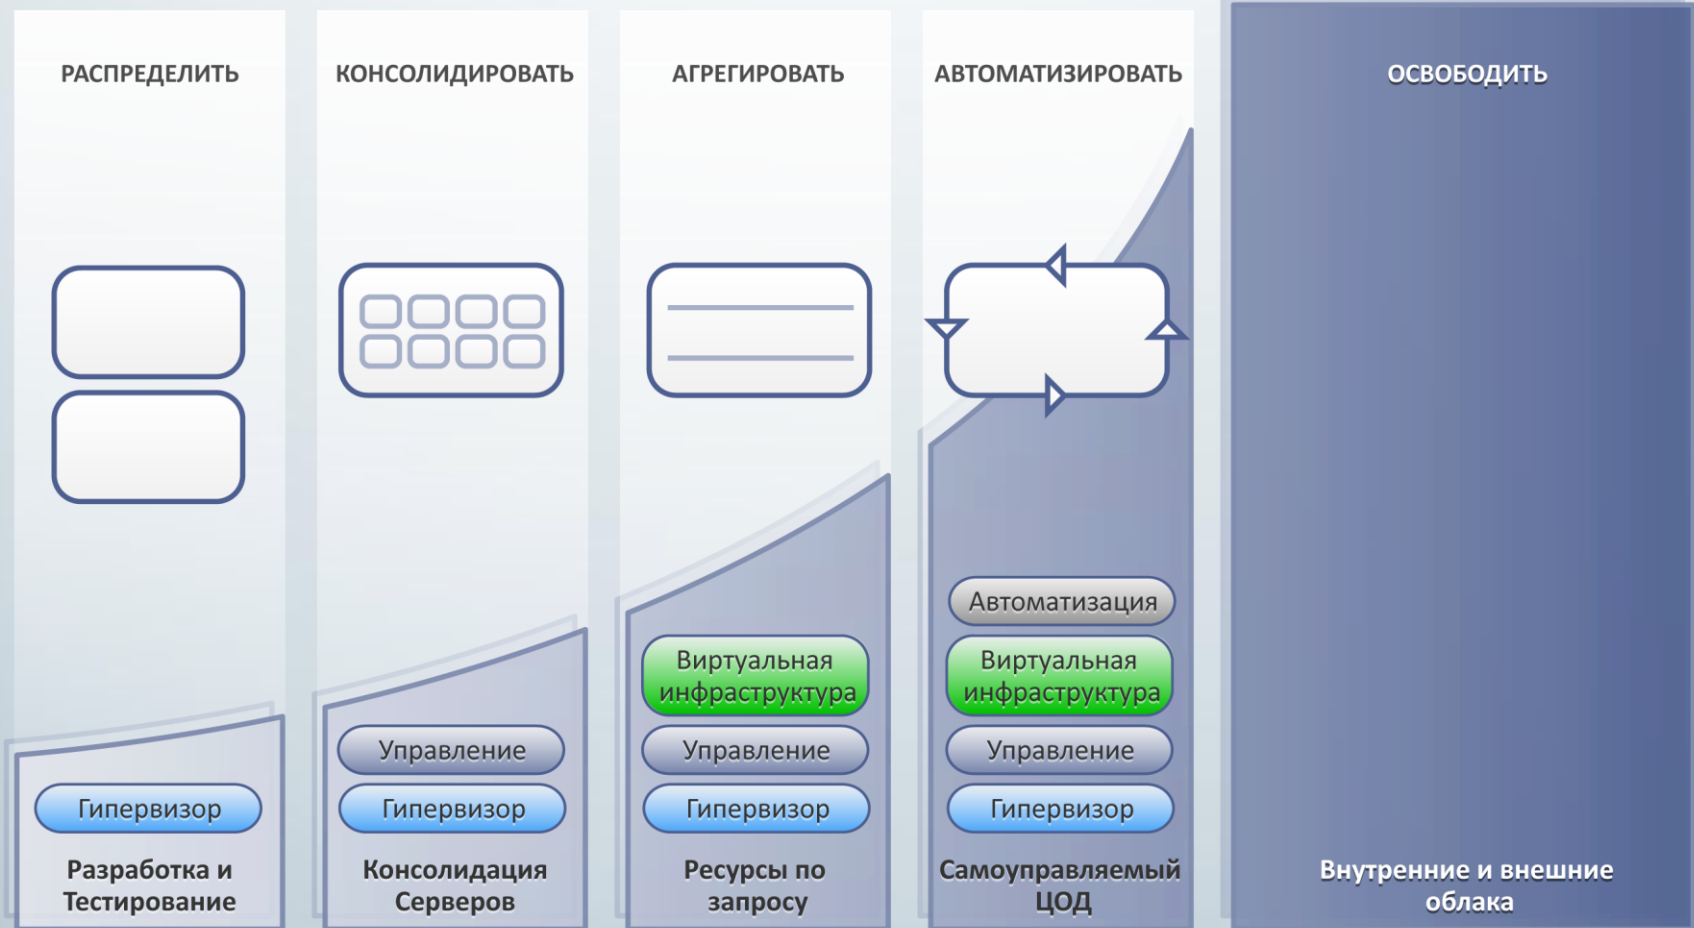 РАСПРЕДЕЛИТЬ
КОНСОЛИДИРОВАТЬ
АГРЕГИРОВАТЬ
АВТОМАТИЗИРОВАТЬ
ОСВОБОДИТЬ
Гипервизор
Разработка и
Тестирование
Управление
Гипервизор
Консолидация
Серверов
Виртуальная
инфраструктура
Управление
Гипервизор
Ресурсы по
запросу
Автоматизация
Виртуальная
инфраструктура
Управление
Гипервизор
Самоуправляемый
ЦОД
Внутренние и внешние
облака